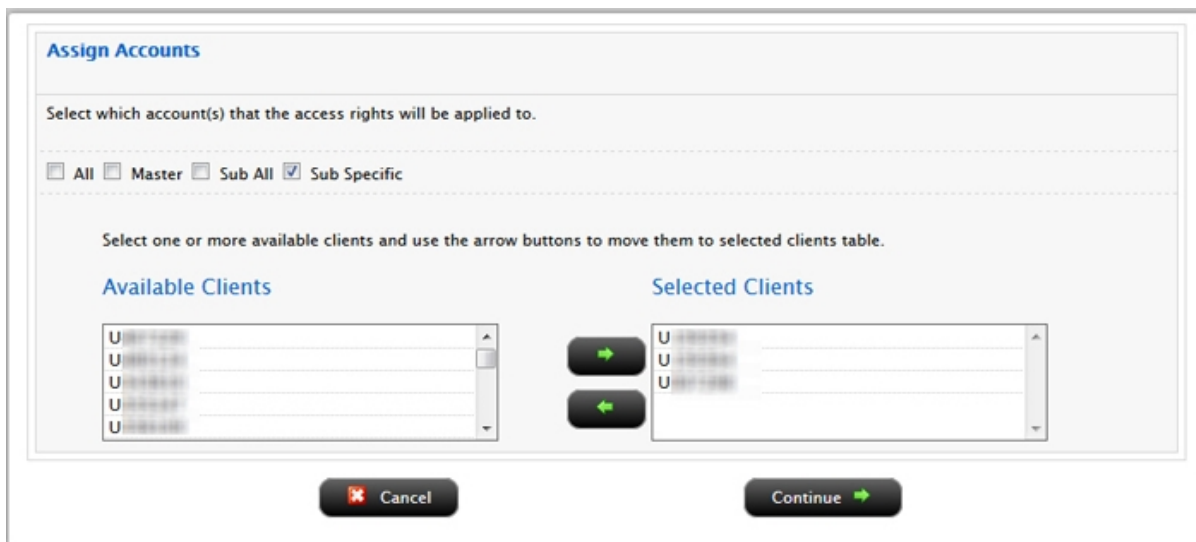 Assign Accounts
Select which account(s) that the access rights will be applied to.
All Master Sub All Sub Specific
Select one or more available clients and use the arrow buttons to move them to selected clients table.
Available Clients Selected Clients
U U
U U
U U
U
U
Cancel Continue